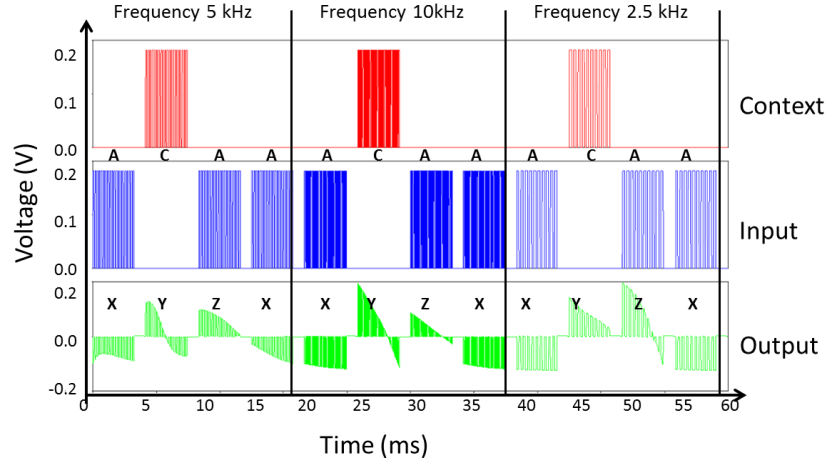 Frequency 5 kHz Frequency 10kHz Frequency 2.5 kHz
0.2
0.1
0.0
Context
A C A A A C A A A C A A
0.2
0.1
0.0
Input
Voltage (V)
0.2
X Y Z X X Y Z X X Y Z X
0.0
-0.2
Output
0 5 10 15 20 25 30 35 40 45 50 55 60
Time (ms)